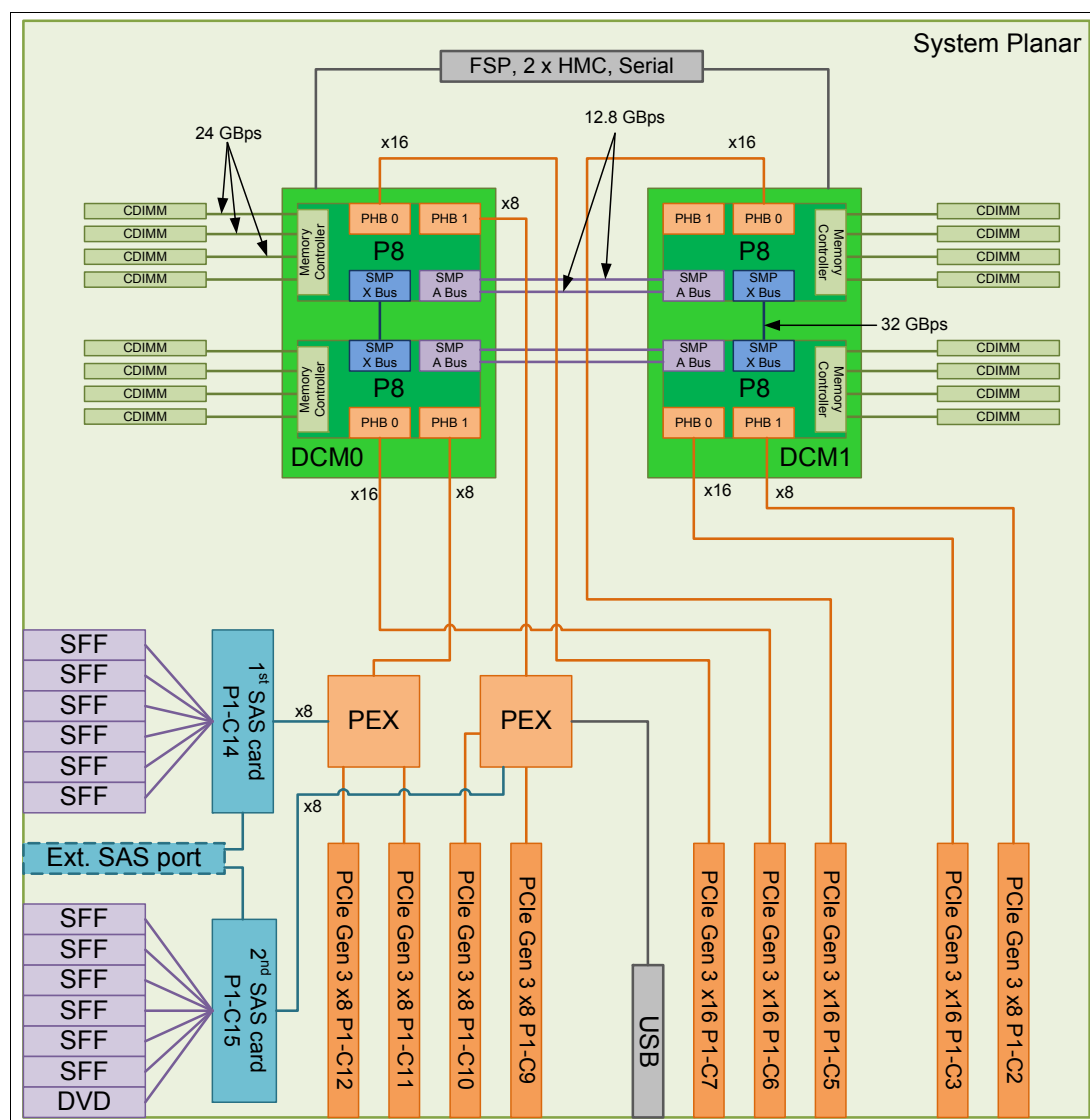 System Planar
FSP, 2 x HMC, Serial
24 GBps
12.8 GBps
x16
x16
x8
CDIMM
CDIMM
CDIMM
CDIMM
Memory
Controller
PHB 0
PHB 1
P8
SMP
X Bus
SMP
A Bus
PHB 1
PHB 0
P8
SMP
A Bus
SMP
X Bus
Memory
Controller
CDIMM
CDIMM
CDIMM
CDIMM
32 GBps
CDIMM
CDIMM
CDIMM
CDIMM
Memory
Controller
SMP
X Bus
SMP
A Bus
P8
PHB 0
PHB 1
DCM0
SMP
A Bus
SMP
X Bus
P8
PHB 0
PHB 1
Memory
Controller
DCM1
CDIMM
CDIMM
CDIMM
CDIMM
x16
x8
x16
x8
SFF
SFF
SFF
SFF
SFF
SFF
1st SAS card
P1-C14
x8
PEX
PEX
x8
Ext. SAS port
SFF
SFF
SFF
SFF
SFF
SFF
DVD
2nd SAS card
P1-C15
PCIe Gen 3 x8 P1-C12
PCIe Gen 3 x8 P1-C11
PCIe Gen 3 x8 P1-C10
PCIe Gen 3 x8 P1-C9
USB
PCIe Gen 3 x16 P1-C7
PCIe Gen 3 x16 P1-C6
PCIe Gen 3 x16 P1-C5
PCIe Gen 3 x16 P1-C3
PCIe Gen 3 x8 P1-C2